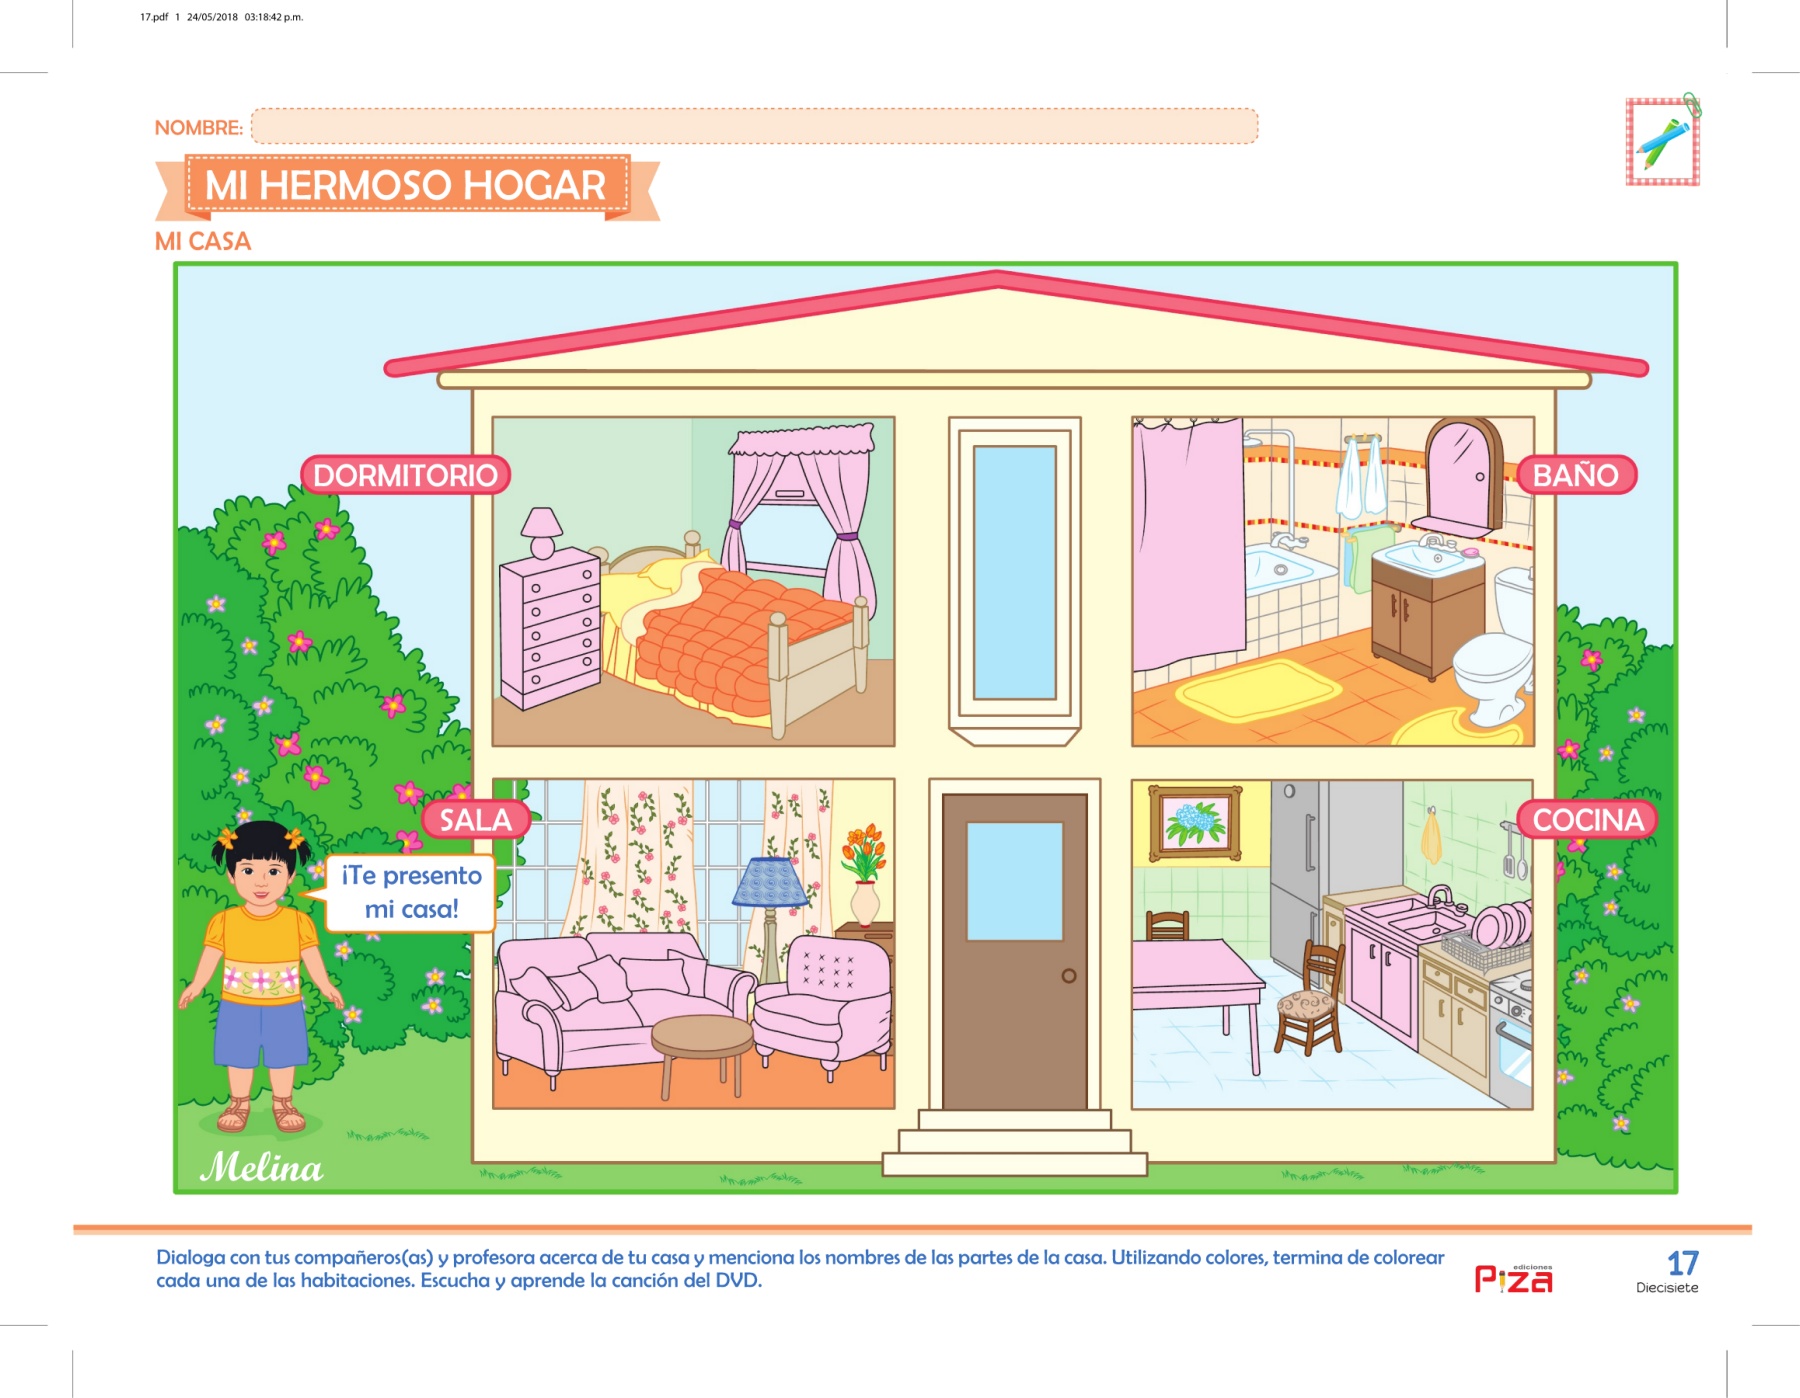 17.pdf 1 24/05/2018 03:18:42 p.m.
NOMBRE:
MI HERMOSO HOGAR
MI CASA
DORMITORIO
BAÑO
SALA
COCINA
¡Te presento
mi casa!
Melina
Dialoga con tus compañeros(as) y profesora acerca de tu casa y menciona los nombres de las partes de la casa. Utilizando colores, termina de colorear
cada una de las habitaciones. Escucha y aprende la canción del DVD.
ediciones
Piza
17
Diecisiete